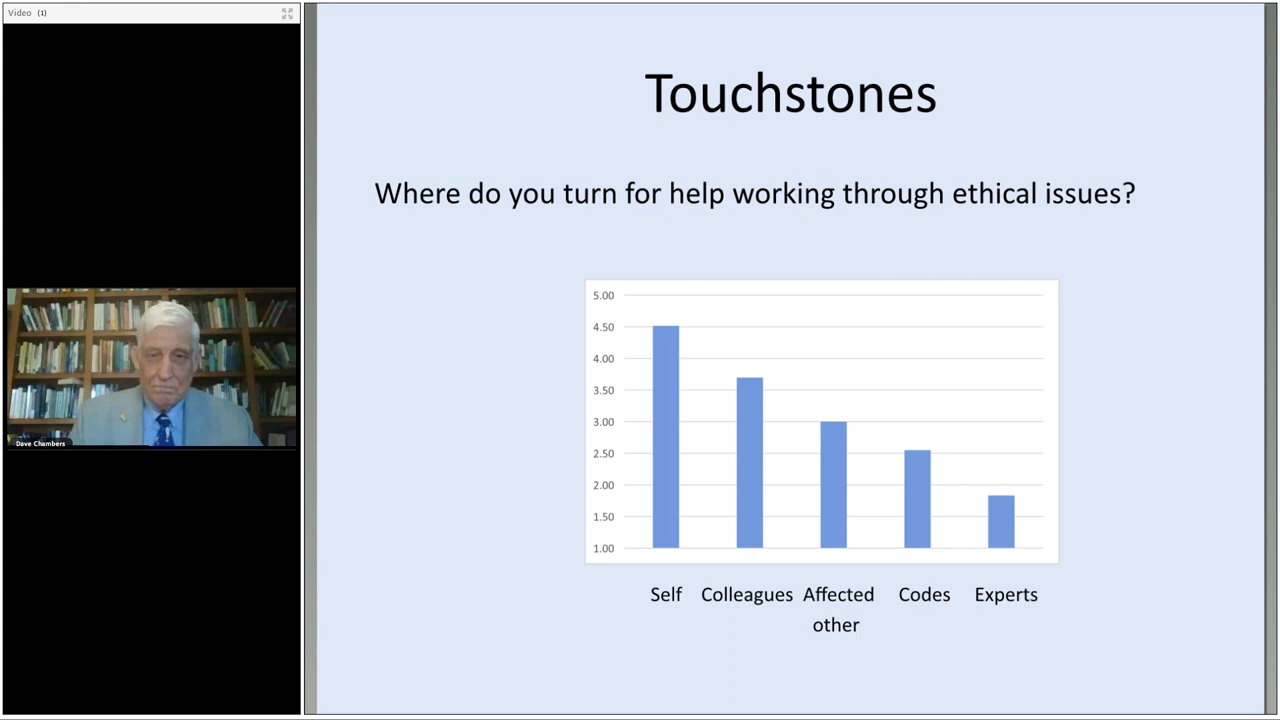 Video (1)
Dave Chambers
Touchstones
Where do you turn for help working through ethical issues?
5.00
4.50
4.00
3.50
3.00
2.50
2.00
1.50
1.00
Self Colleagues Affected Codes Experts
other